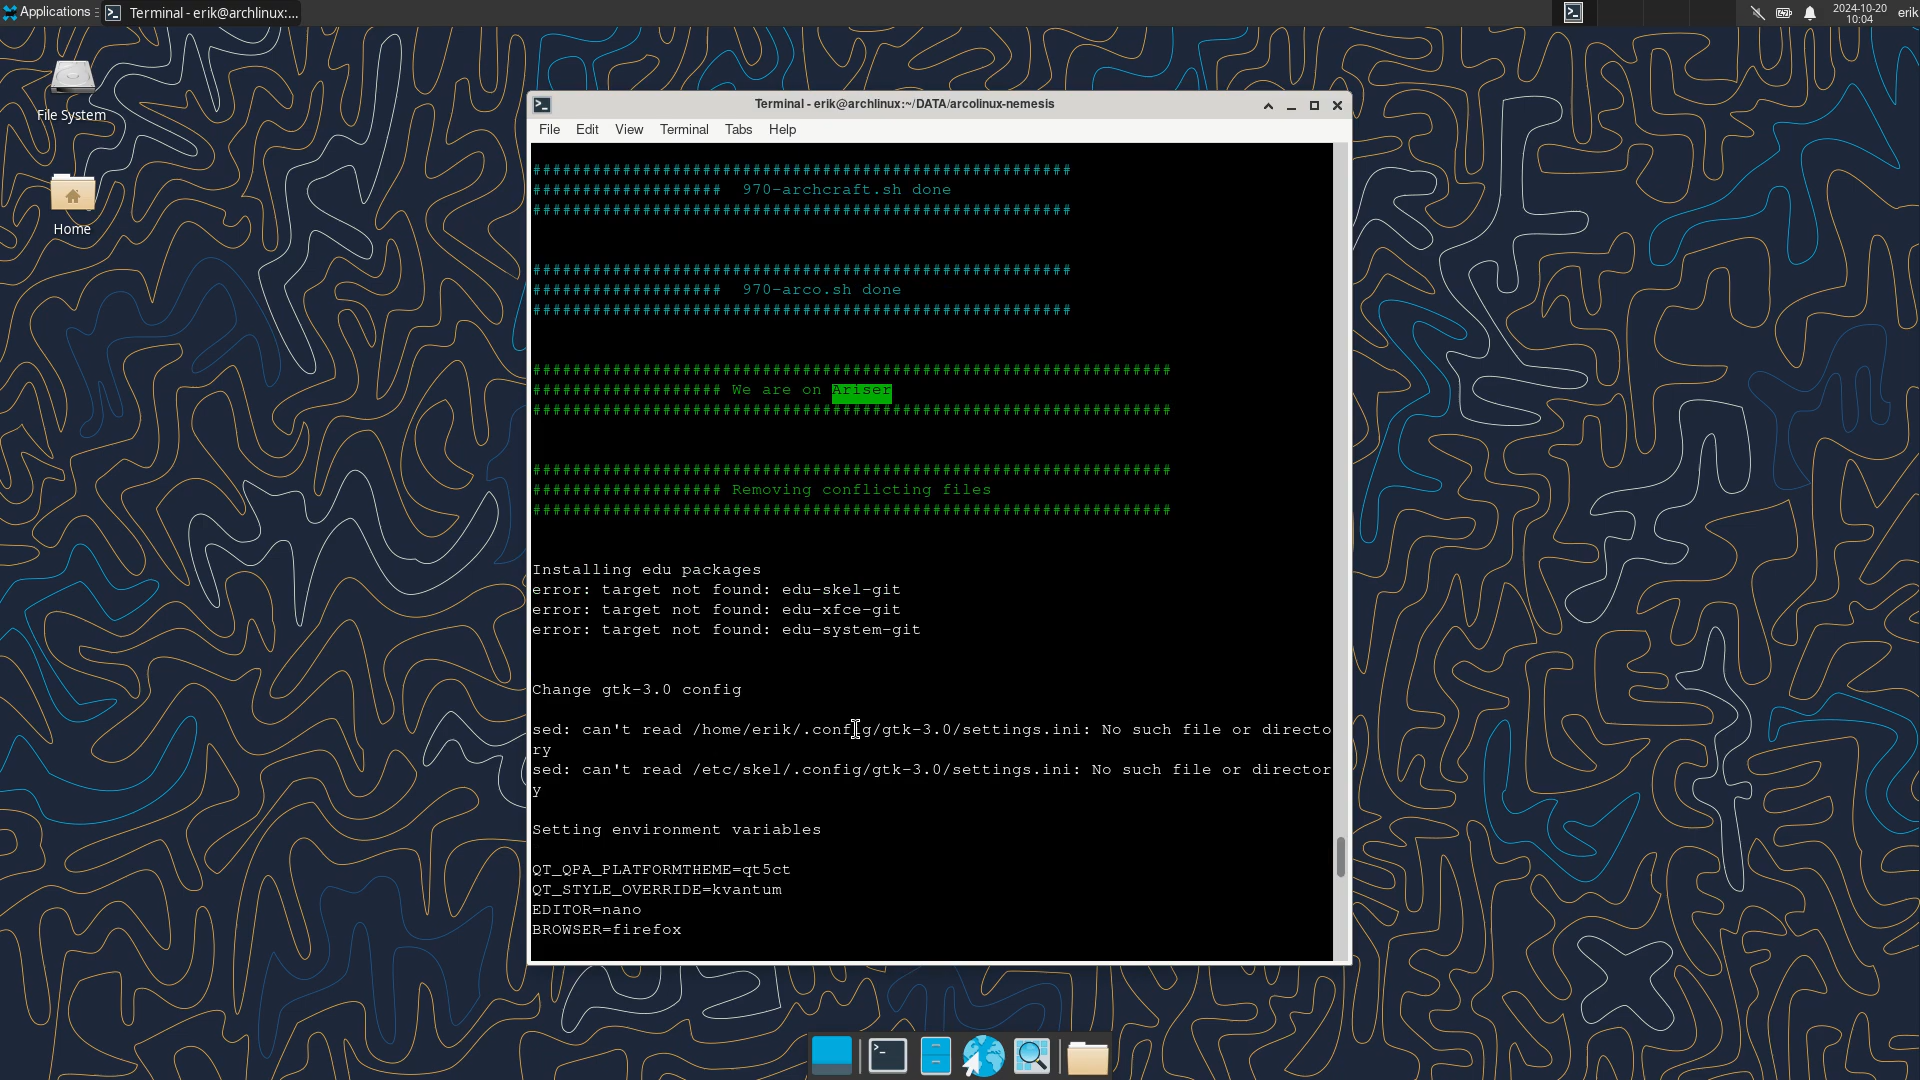 Applications
Terminal - erik@archlinux:...
2024-10-20
10:04
erik
File System
Home
Terminal - erik@archlinux:~/DATA/arcolinux-nemesis
File Edit View Terminal Tabs Help
######################################################
################### 970-archcraft.sh done
######################################################
######################################################
################### 970-arco.sh done
######################################################
################################################################
################### We are on Ariser
################################################################
################################################################
################### Removing conflicting files
################################################################
Installing edu packages
error: target not found: edu-skel-git
error: target not found: edu-xfce-git
error: target not found: edu-system-git
Change gtk-3.0 config
sed: can't read /home/erik/.config/gtk-3.0/settings.ini: No such file or directo
ry
sed: can't read /etc/skel/.config/gtk-3.0/settings.ini: No such file or director
y
Setting environment variables
QT_QPA_PLATFORMTHEME=qt5ct
QT_STYLE_OVERRIDE=kvantum
EDITOR=nano
BROWSER=firefox